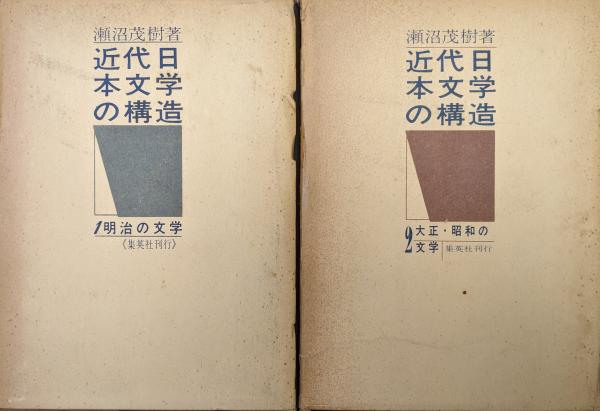 瀬沼茂樹著
近代日
本文学
の構造
1明治の文学
《集英社刊行》
瀬沼茂樹著
近代日
本文学
の構造
2大正・昭和の
文学
集英社刊行